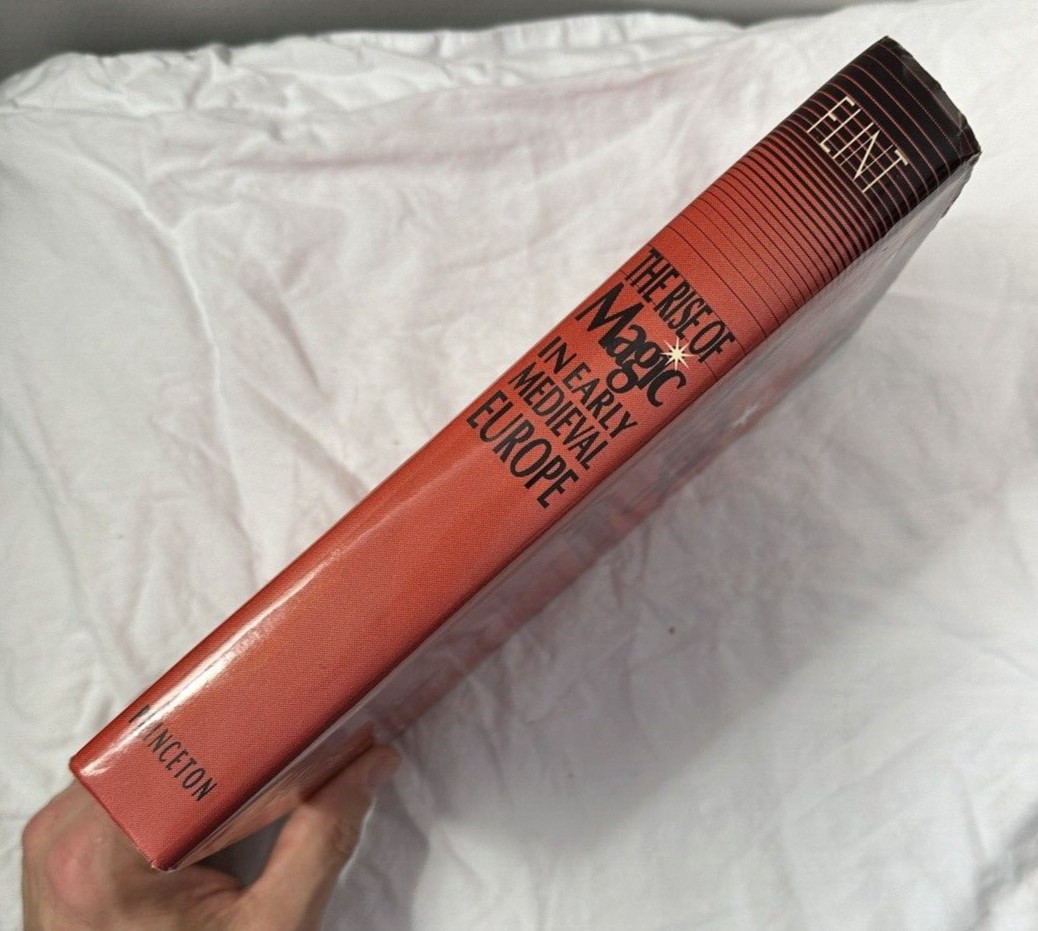 FLINT
THE RISE OF
Magic
IN EARLY
MEDIEVAL
EUROPE
PRINCETON